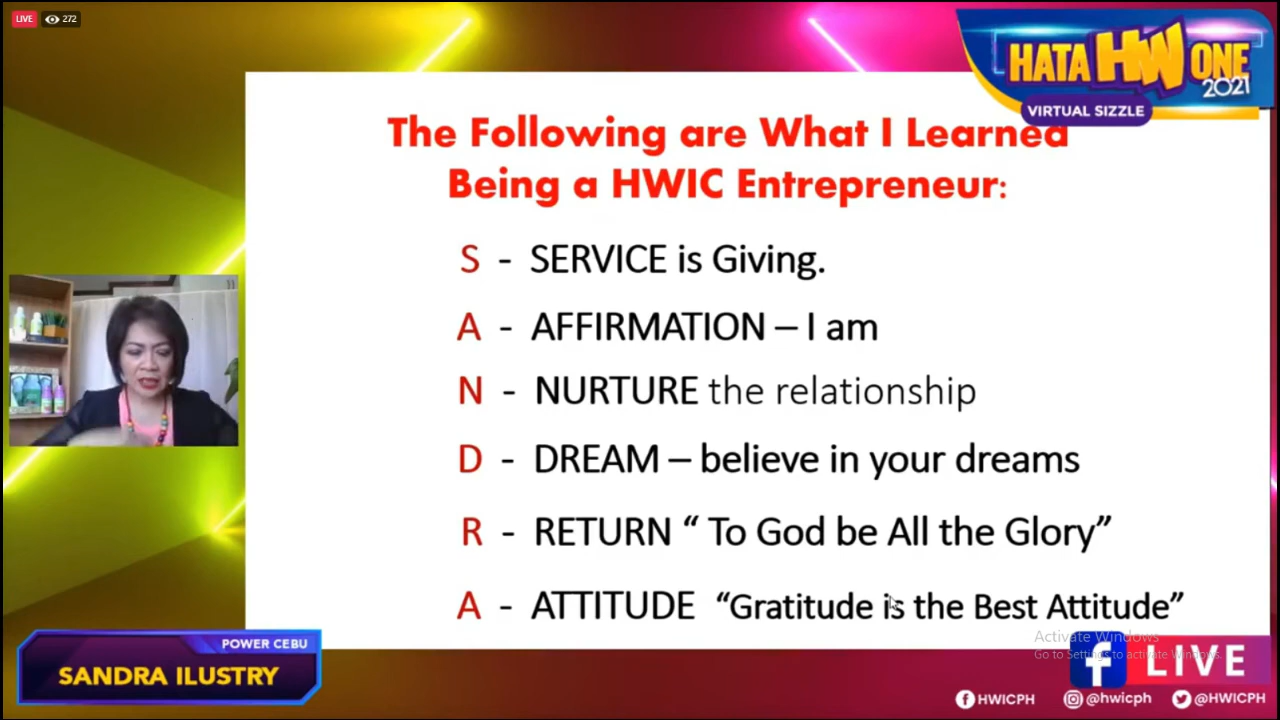 LIVE 272
HATA HW ONE
2021
VIRTUAL SIZZLE
The Following are What I Learned
Being a HWIC Entrepreneur:
S - SERVICE is Giving.
A - AFFIRMATION – I am
N - NURTURE the relationship
D - DREAM – believe in your dreams
R - RETURN “ To God be All the Glory”
A - ATTITUDE “Gratitude is the Best Attitude”
Activate Windows
Go to Settings to activate Windows.
POWER CEBU
SANDRA ILUSTRY
f LIVE
HWICPH @hwicph @HWICPH